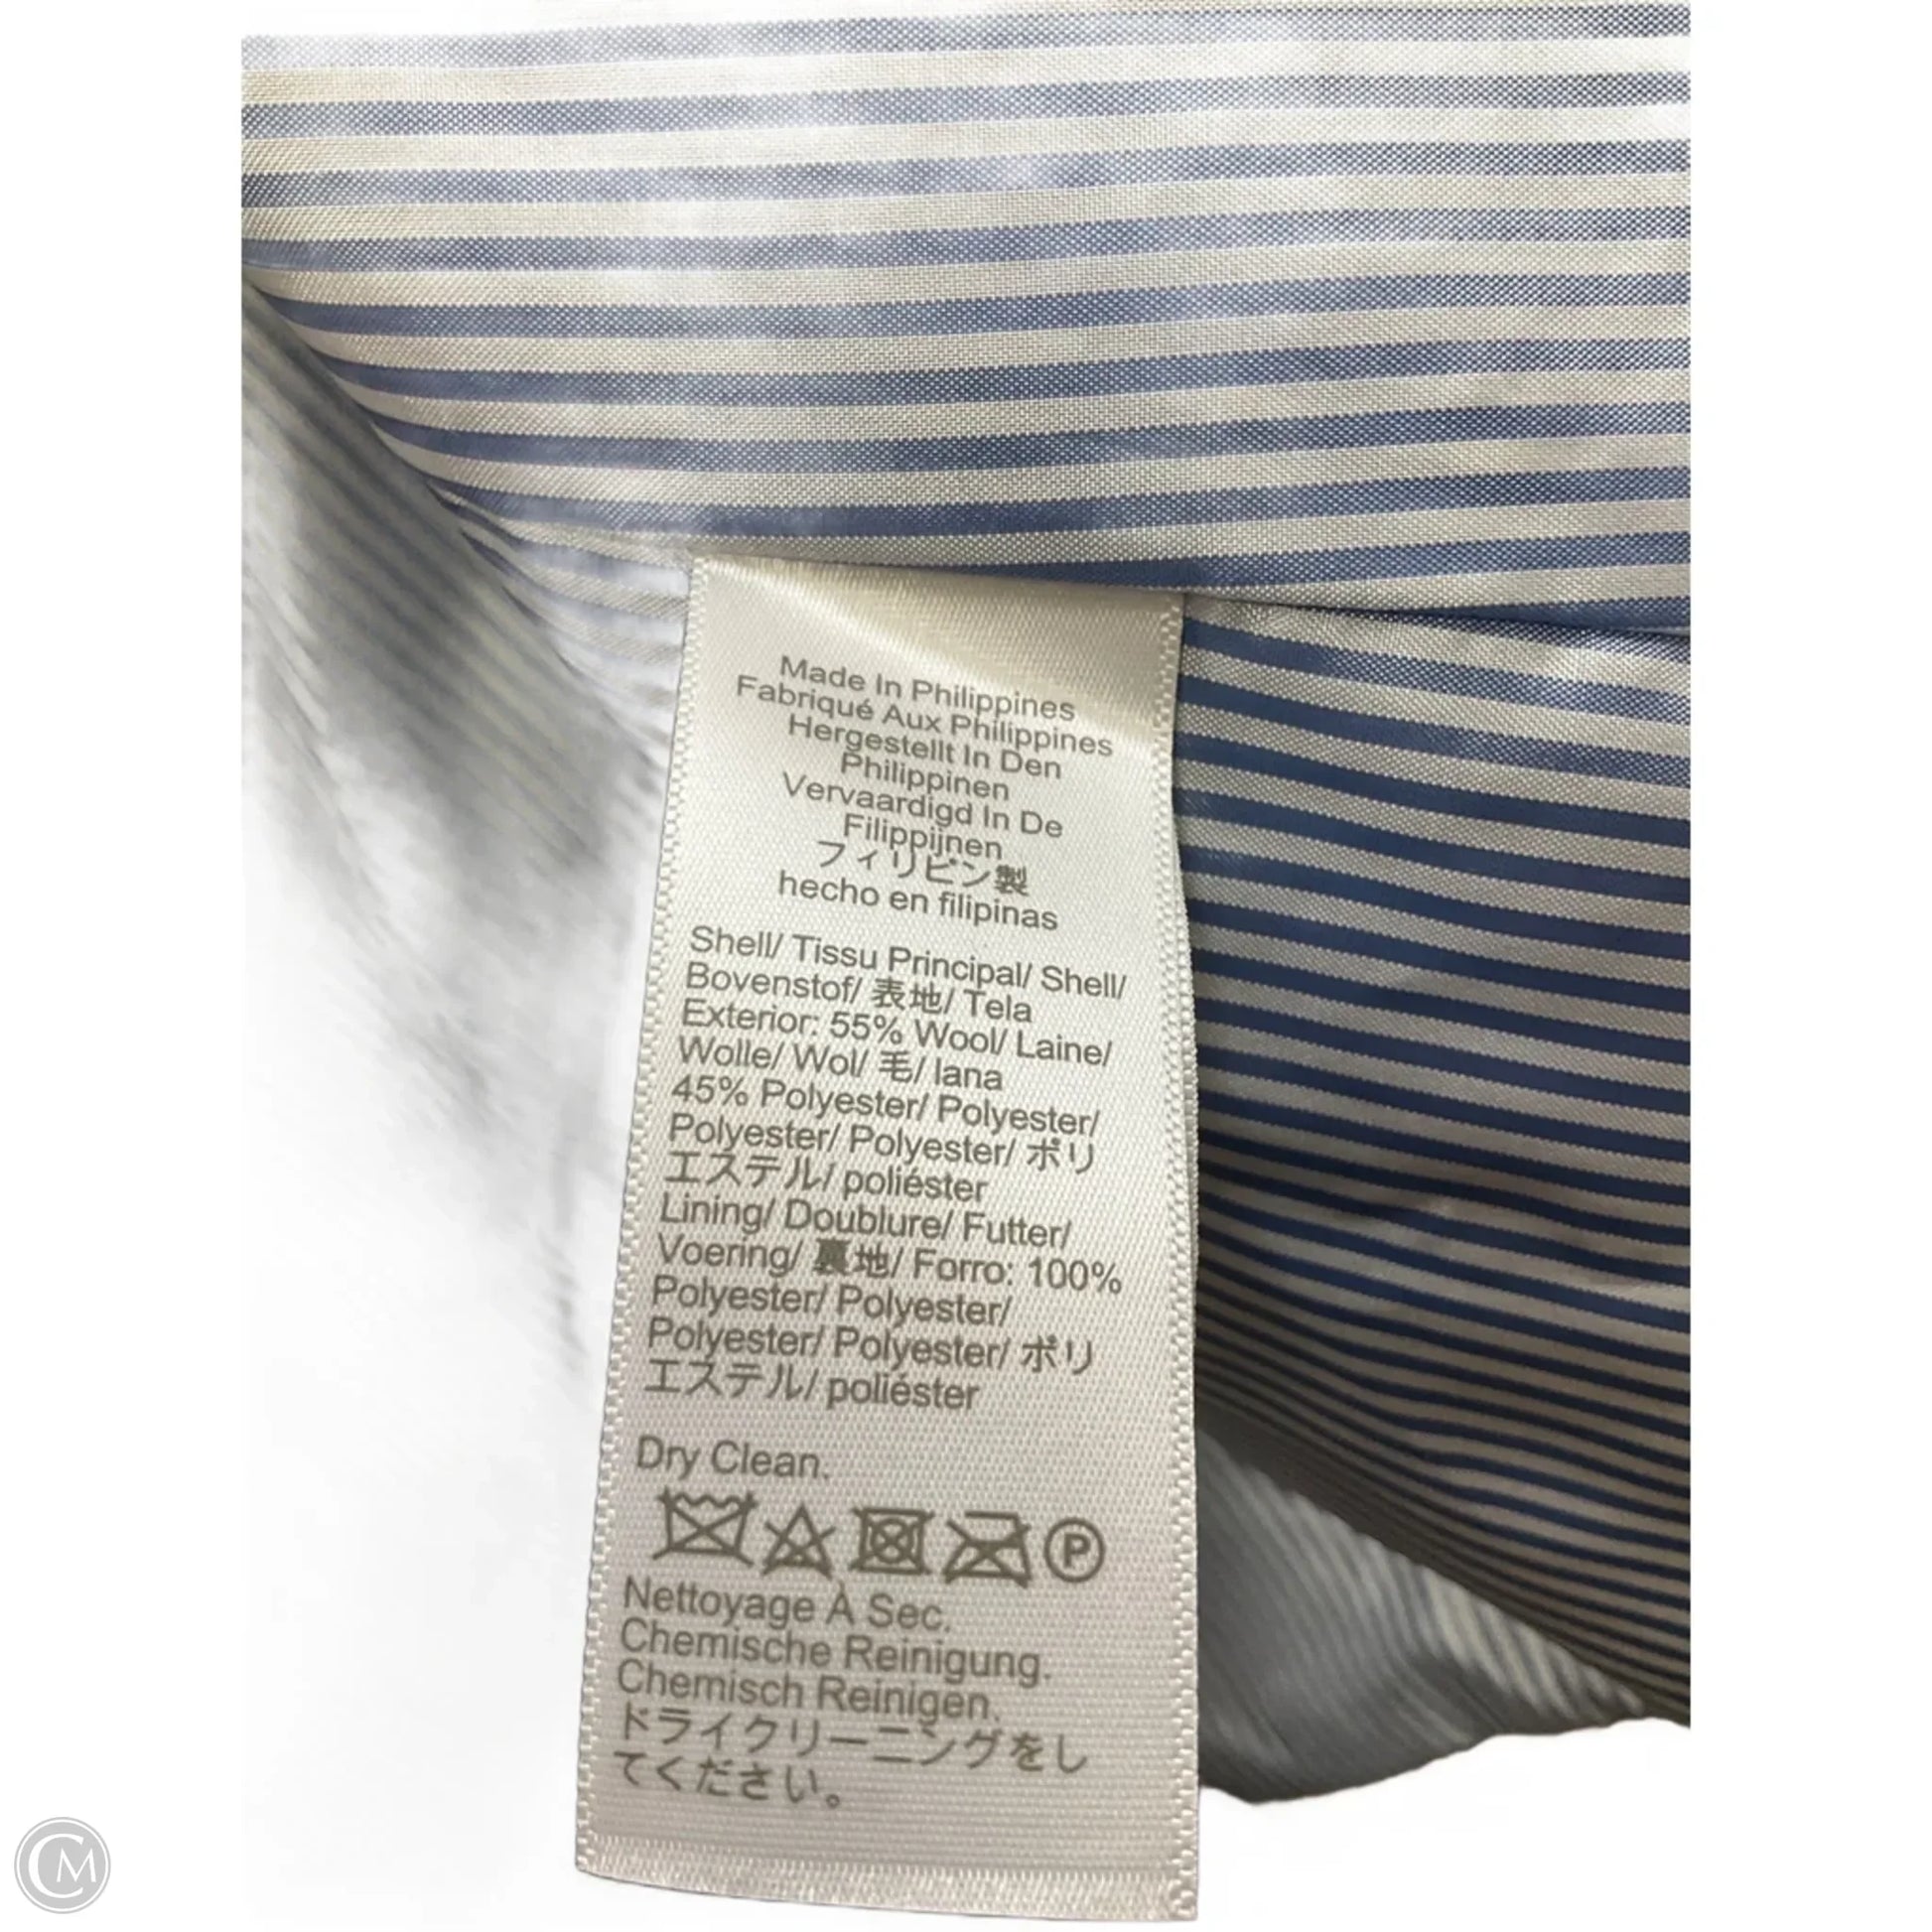 Made In Philippines
Fabriqué Aux Philippines
Hergestellt In Den
Philippinen
Vervaardigd In De
Filippijnen
フィリピン製
hecho en filipinas
Shell/ Tissu Principal/ Shell/
Bovenstof/ 表地/ Tela
Exterior: 55% Wool/ Laine/
Wolle/ Wol/ 毛/ lana
45% Polyester/ Polyester/
Polyester/ Polyester/ ポリ
エステル/ poliéster
Lining/ Doublure/ Futter/
Voering/ 裏地/ Forro: 100%
Polyester/ Polyester/
Polyester/ Polyester/ ポリ
エステル/ poliéster
Dry Clean.
P
Nettoyage À Sec.
Chemische Reinigung.
Chemisch Reinigen.
ドライクリーニングをし
てください。
CM